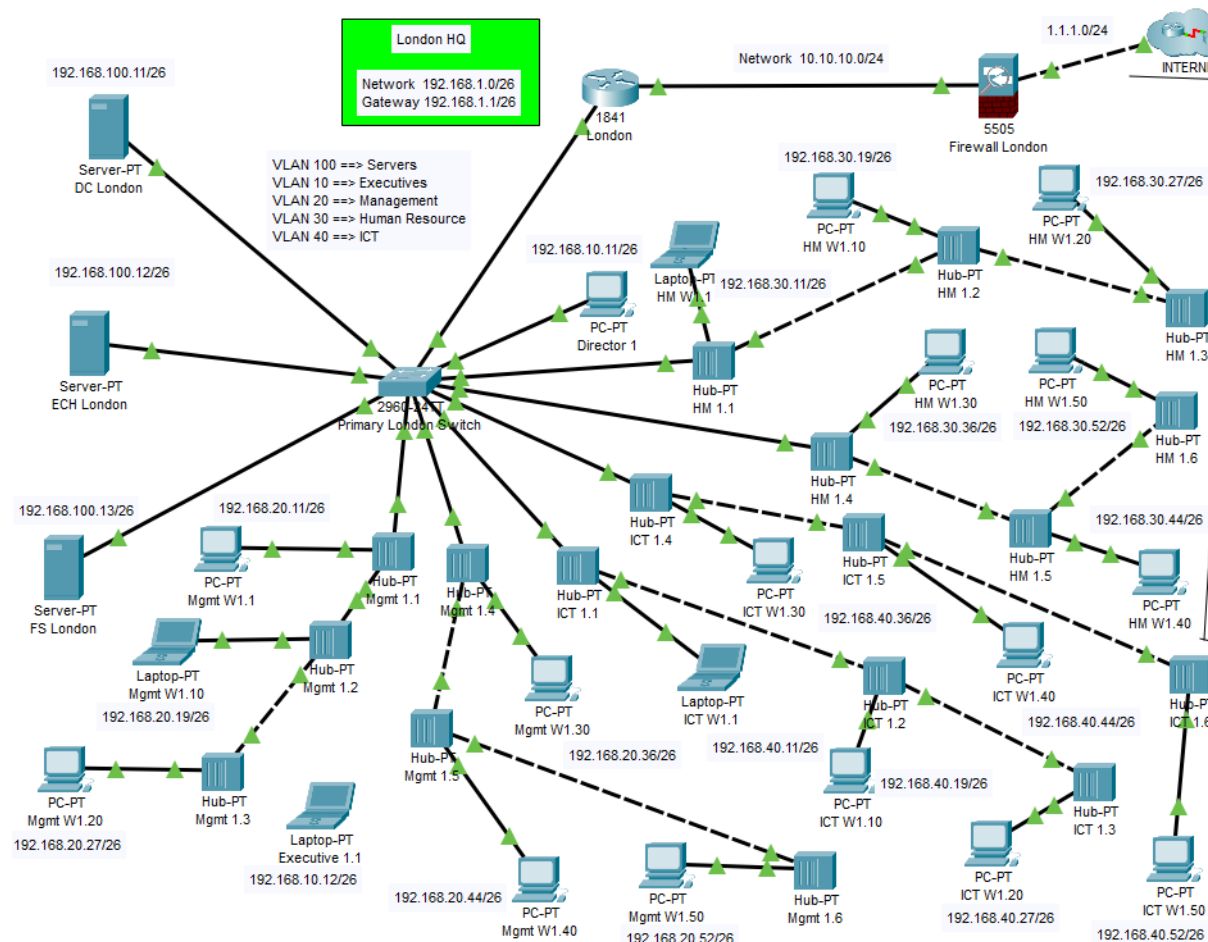 London HQ
Network 192.168.1.0/26
Gateway 192.168.1.1/26
1.1.1.0/24
Network 10.10.10.0/24
192.168.100.11/26
1841
London
5505
Firewall London
Server-PT
DC London
VLAN 100 ==> Servers
VLAN 10 ==> Executives
VLAN 20 ==> Management
VLAN 30 ==> Human Resource
VLAN 40 ==> ICT
192.168.30.19/26
192.168.30.27/26
PC-PT
HM W1.10
PC-PT
HM W1.20
192.168.10.11/26
192.168.100.12/26
Laptop-PT
HM W1.1
192.168.30.11/26
Hub-PT
HM 1.2
PC-PT
Director 1
Hub-PT
HM 1.3
Server-PT
ECH London
Hub-PT
HM 1.1
PC-PT
HM W1.30
PC-PT
HM W1.50
192.168.30.36/26
192.168.30.52/26
2960-24TT
Primary London Switch
Hub-PT
HM 1.6
Hub-PT
HM 1.4
192.168.100.13/26
192.168.20.11/26
Hub-PT
ICT 1.4
192.168.30.44/26
Hub-PT
ICT 1.5
Hub-PT
HM 1.5
Server-PT
FS London
PC-PT
Mgmt W1.1
Hub-PT
Mgmt 1.1
Hub-PT
Mgmt 1.4
Hub-PT
ICT 1.1
PC-PT
ICT W1.30
192.168.40.36/26
PC-PT
HM W1.40
Laptop-PT
Mgmt W1.10
Hub-PT
Mgmt 1.2
192.168.20.19/26
PC-PT
Mgmt W1.30
Laptop-PT
ICT W1.1
Hub-PT
ICT 1.2
PC-PT
ICT W1.40
Hub-PT
ICT 1.6
192.168.40.44/26
192.168.20.36/26
192.168.40.11/26
Hub-PT
Mgmt 1.5
PC-PT
Mgmt W1.20
192.168.20.27/26
Hub-PT
Mgmt 1.3
Laptop-PT
Executive 1.1
192.168.10.12/26
192.168.40.19/26
PC-PT
ICT W1.10
Hub-PT
ICT 1.3
192.168.20.44/26
PC-PT
Mgmt W1.40
PC-PT
Mgmt W1.50
192.168.20.52/26
Hub-PT
Mgmt 1.6
PC-PT
ICT W1.20
192.168.40.27/26
PC-PT
ICT W1.50
192.168.40.52/26